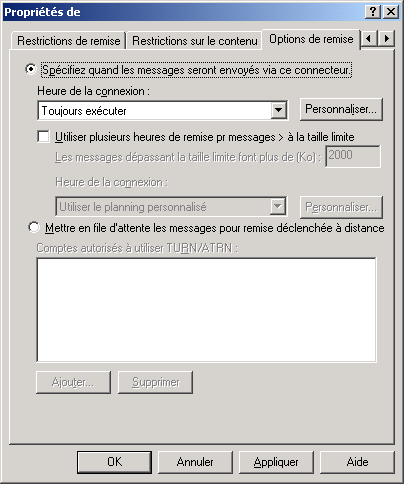 Propriétés de
Restrictions de remise Restrictions sur le contenu Options de remise
Spécifiez quand les messages seront envoyés via ce connecteur.
Heure de la connexion :
Toujours exécuter Personnaliser...
Utiliser plusieurs heures de remise pr messages > à la taille limite
Les messages dépassant la taille limite font plus de (Ko) : 2000
Heure de la connexion :
Utiliser le planning personnalisé Personnaliser...
Mettre en file d'attente les messages pour remise déclenchée à distance
Comptes autorisés à utiliser TURN/ATRN :
Ajouter... Supprimer
OK Annuler Appliquer Aide